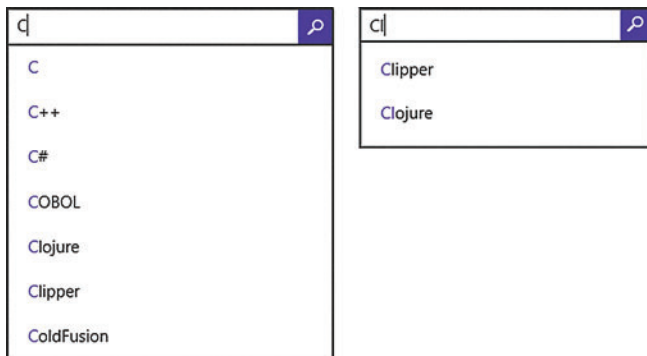 C
C
C++
C#
COBOL
Clojure
Clipper
ColdFusion
Cl
Clipper
Clojure